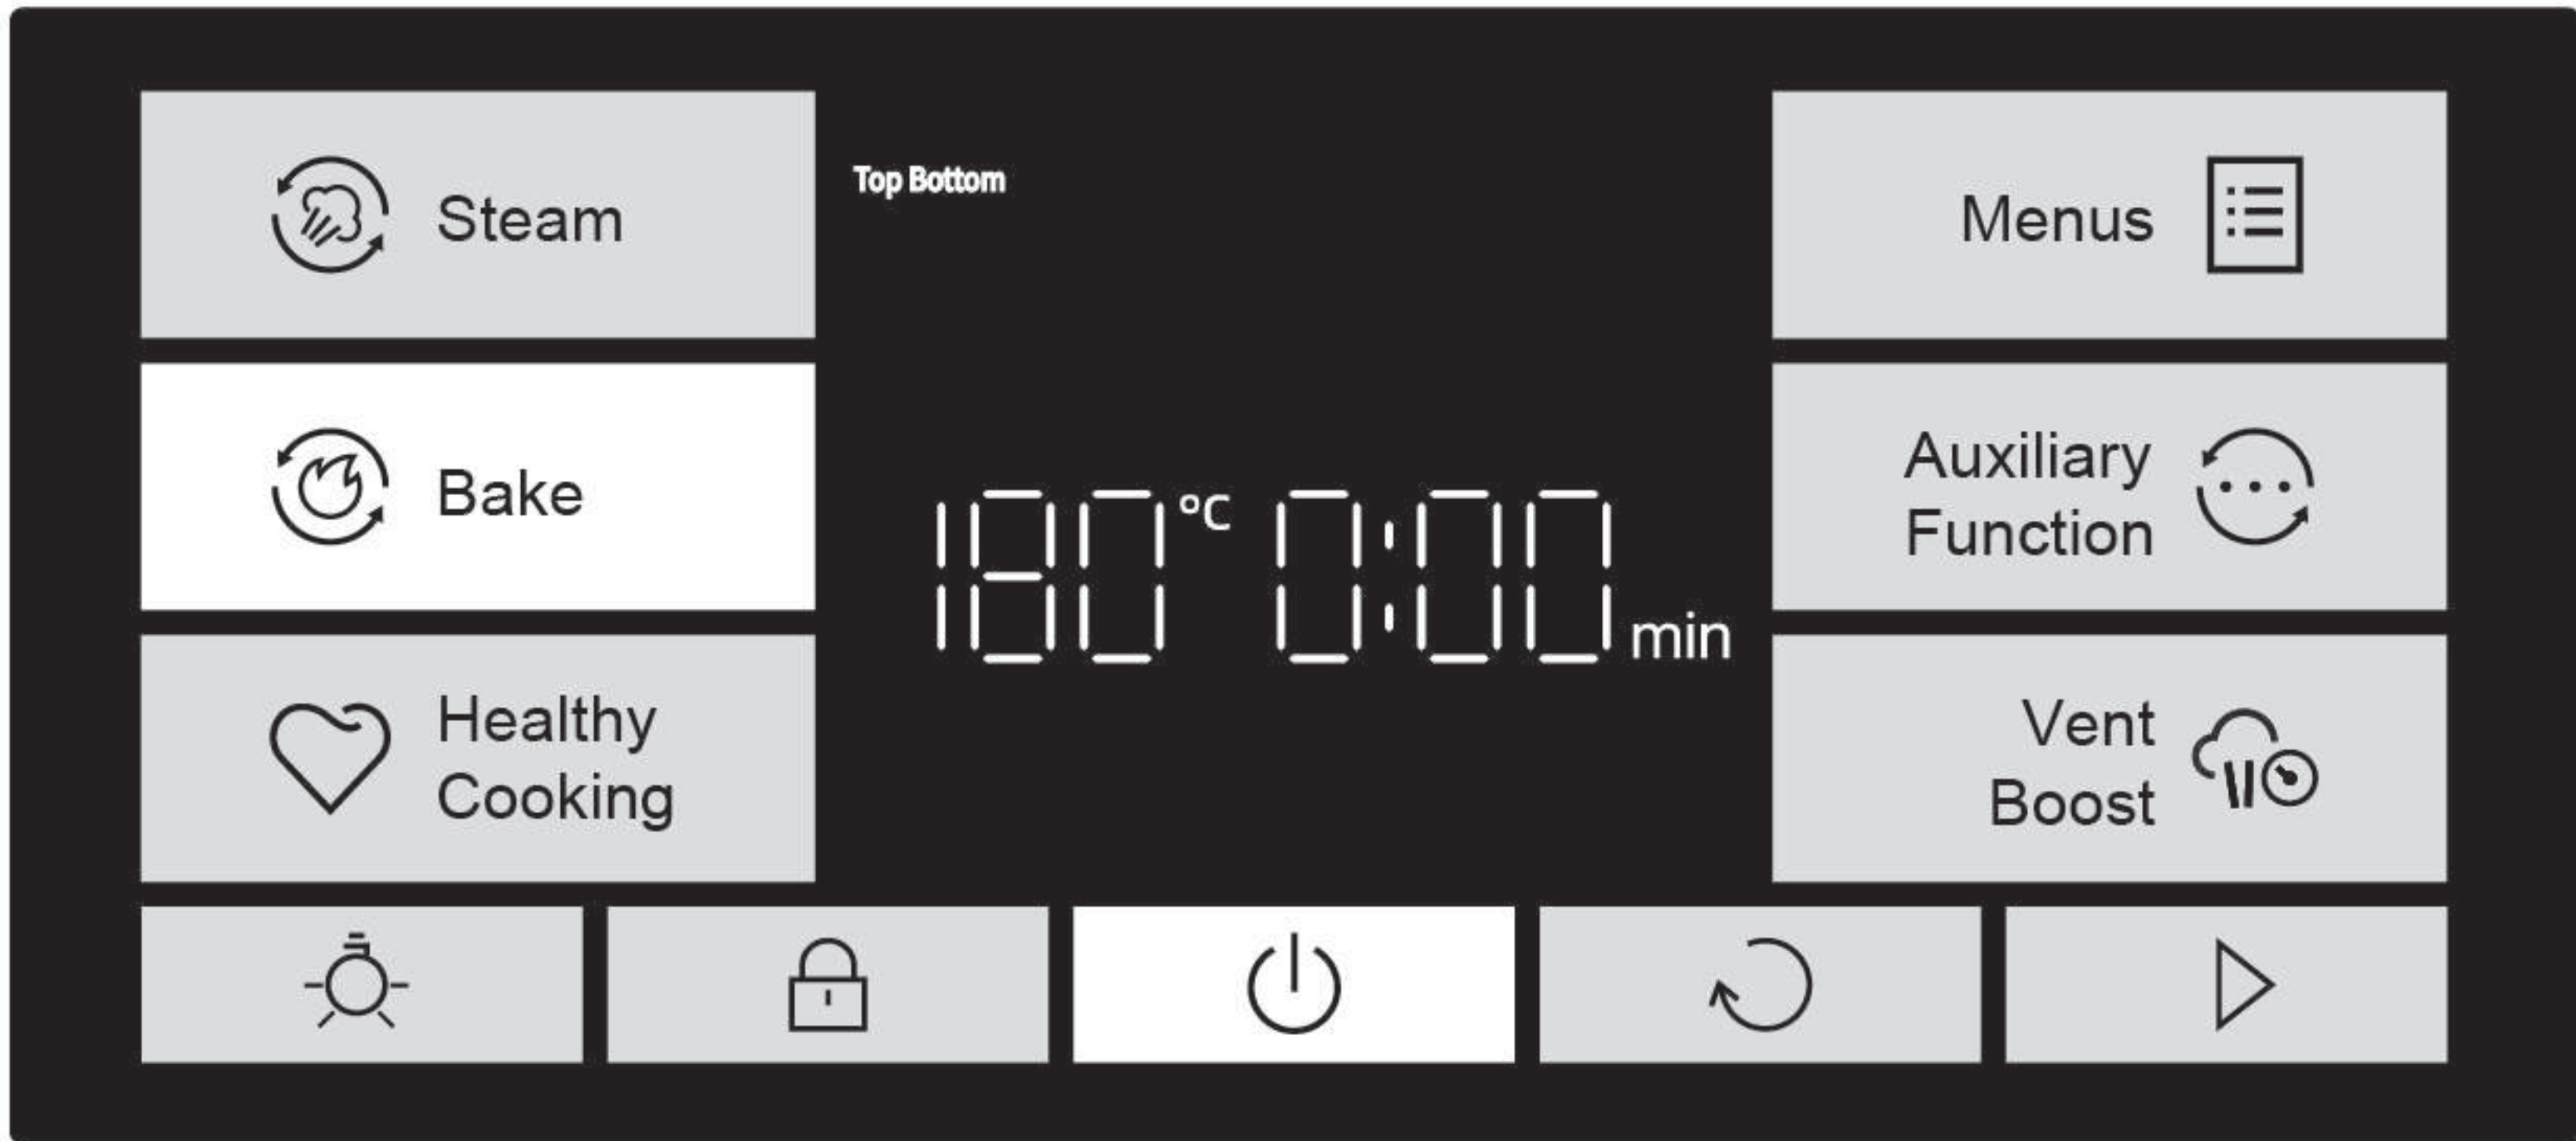 Steam
Top Bottom
Menus
Bake
180 °C 0:00 min
Auxiliary
Function
Healthy
Cooking
Vent
Boost